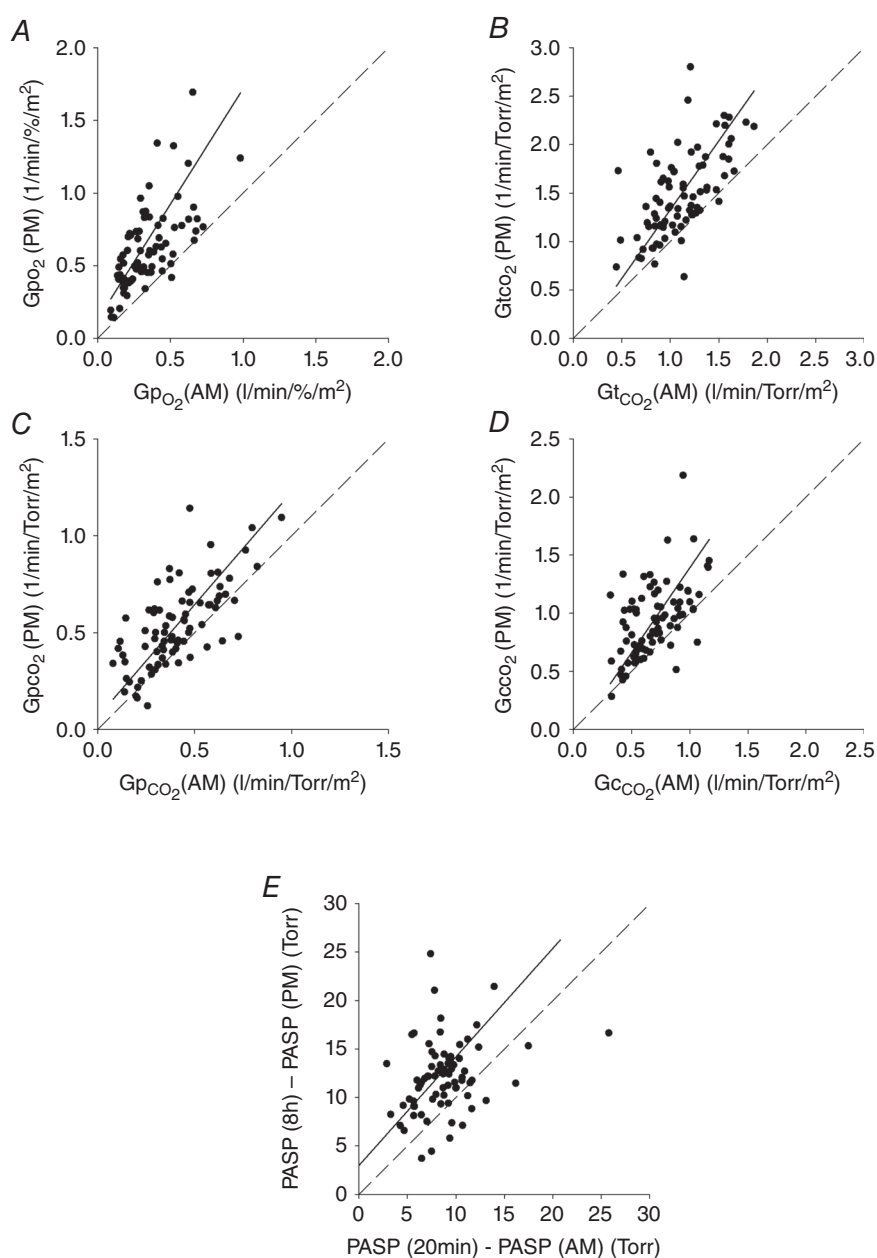 A
2.0
1.5
1.0
0.5
0.0
Gpo₂ (PM) (1/min/%/m²)
0.0 0.5 1.0 1.5 2.0
Gp_O₂(AM) (l/min/%/m²)
B
3.0
2.5
2.0
1.5
1.0
0.5
0.0
Gtco₂ (PM) (1/min/Torr/m²)
0.0 0.5 1.0 1.5 2.0 2.5 3.0
Gt_CO₂(AM) (l/min/Torr/m²)
C
1.5
1.0
0.5
0.0
Gpco₂ (PM) (1/min/Torr/m²)
0.0 0.5 1.0 1.5
Gp_CO₂(AM) (l/min/Torr/m²)
D
2.5
2.0
1.5
1.0
0.5
0.0
Gcco₂ (PM) (1/min/Torr/m²)
0.0 0.5 1.0 1.5 2.0 2.5
Gc_CO₂(AM) (l/min/Torr/m²)
E
30
25
20
15
10
5
0
PASP (8h) – PASP (PM) (Torr)
0 5 10 15 20 25 30
PASP (20min) - PASP (AM) (Torr)